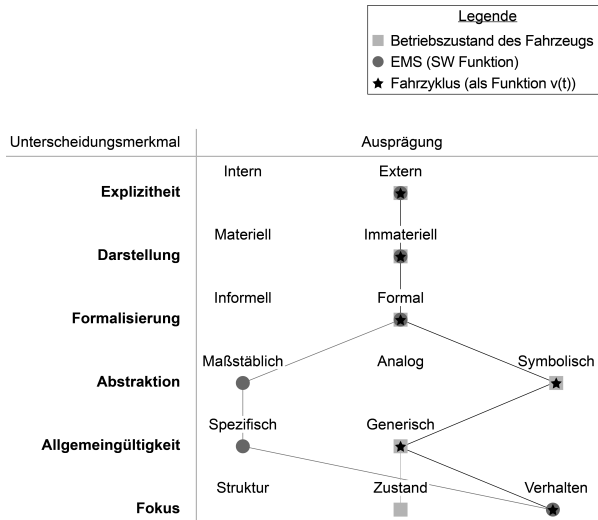 Legende
Betriebszustand des Fahrzeugs
EMS (SW Funktion)
Fahrzyklus (als Funktion v(t))
Unterscheidungsmerkmal Ausprägung
Intern Extern
Explizitheit
Materiell Immateriell
Darstellung
Informell Formal
Formalisierung
Maßstäblich Analog Symbolisch
Abstraktion
Spezifisch Generisch
Allgemeingültigkeit
Struktur Zustand Verhalten
Fokus